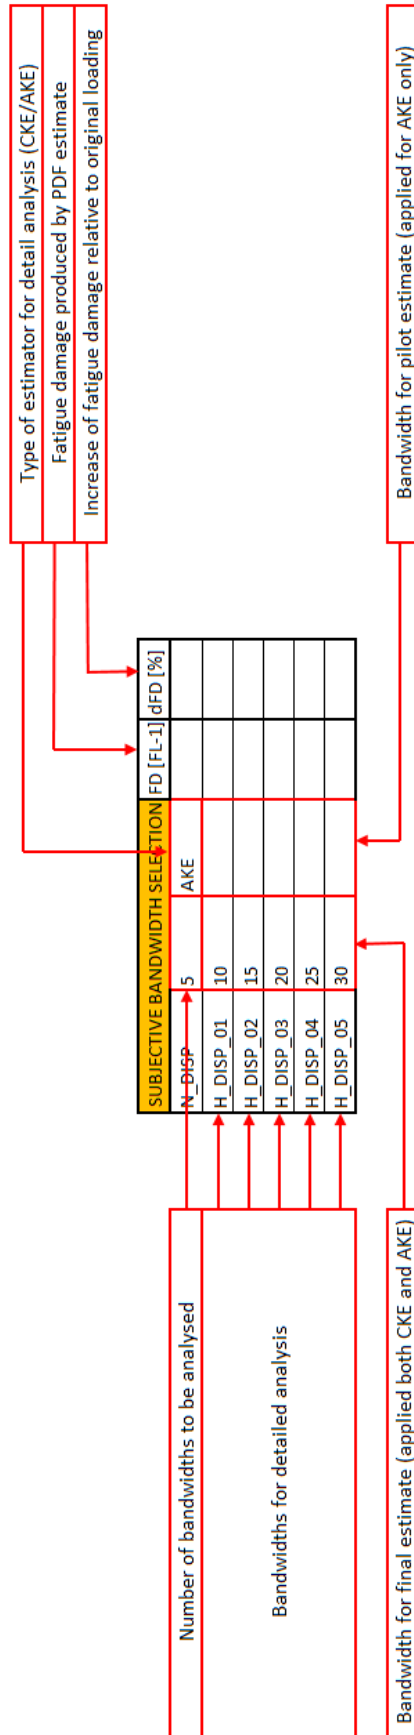 Type of estimator for detail analysis (CKE/AKE)
Fatigue damage produced by PDF estimate
Increase of fatigue damage relative to original loading
SUBJECTIVE BANDWIDTH SELECTION FD [FL-1] dFD [%]
Number of bandwidths to be analysed N_DISP 5 AKE
Bandwidths for detailed analysis
H_DISP_01 10
H_DISP_02 15
H_DISP_03 20
H_DISP_04 25
H_DISP_05 30
Bandwidth for final estimate (applied both CKE and AKE)
Bandwidth for pilot estimate (applied for AKE only)